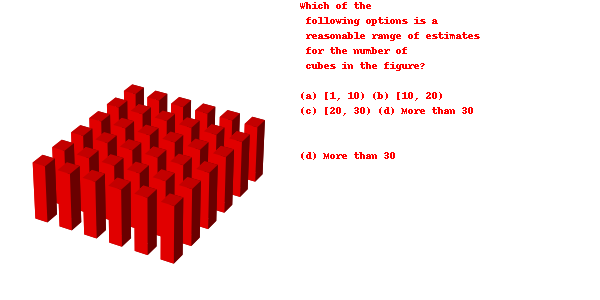 Which of the
following options is a
reasonable range of estimates
for the number of
cubes in the figure?
(a) [1, 10) (b) [10, 20)
(c) [20, 30) (d) More than 30
(d) More than 30